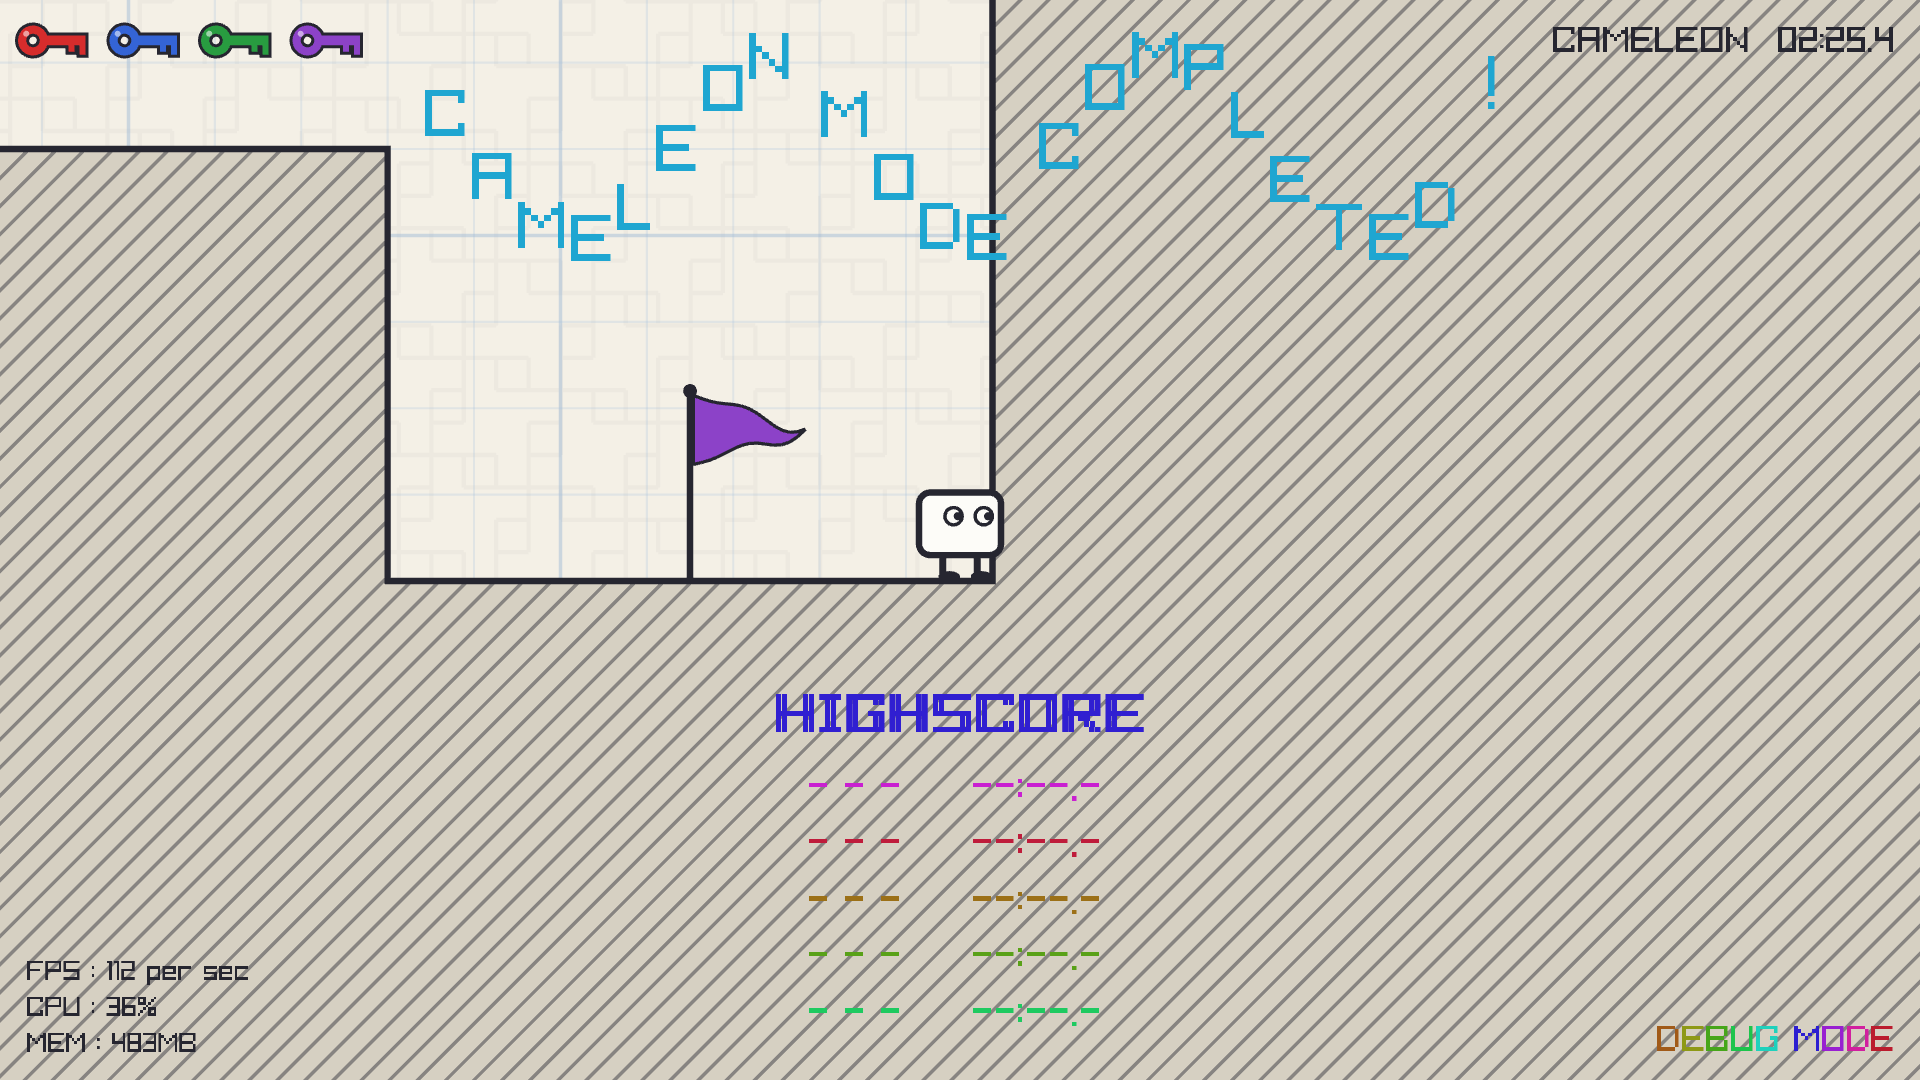 CAMELEON 02:25.4
CAMELEON MODE COMPLETED !
HIGHSCORE
- - - --:--.-
- - - --:--.-
- - - --:--.-
- - - --:--.-
- - - --:--.-
FPS : 112 per sec
CPU : 36%
MEM : 483MB
DEBUG MODE